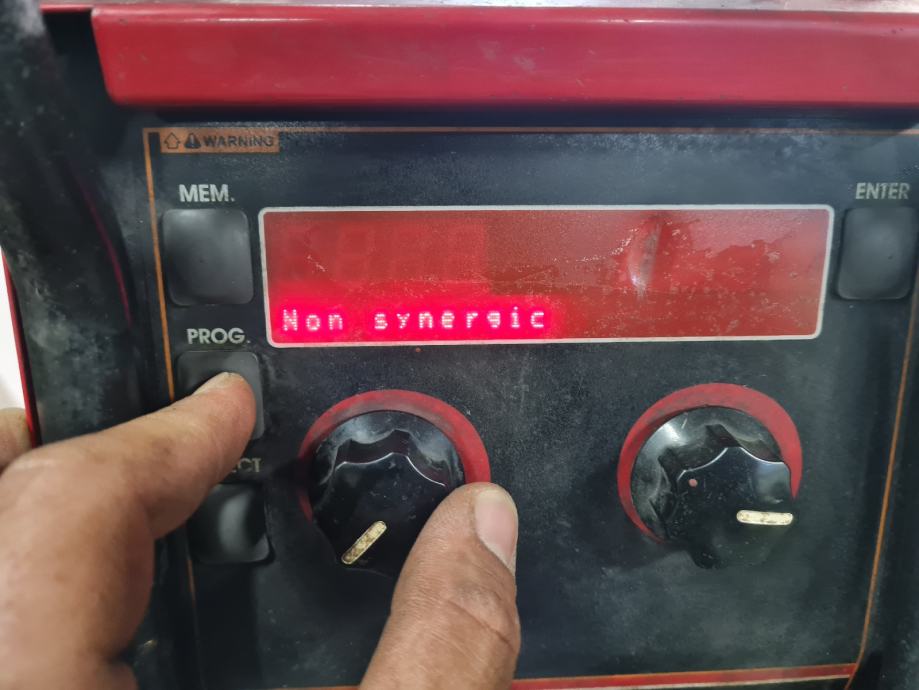 WARNING
MEM.
ENTER
Non synergic
PROG.